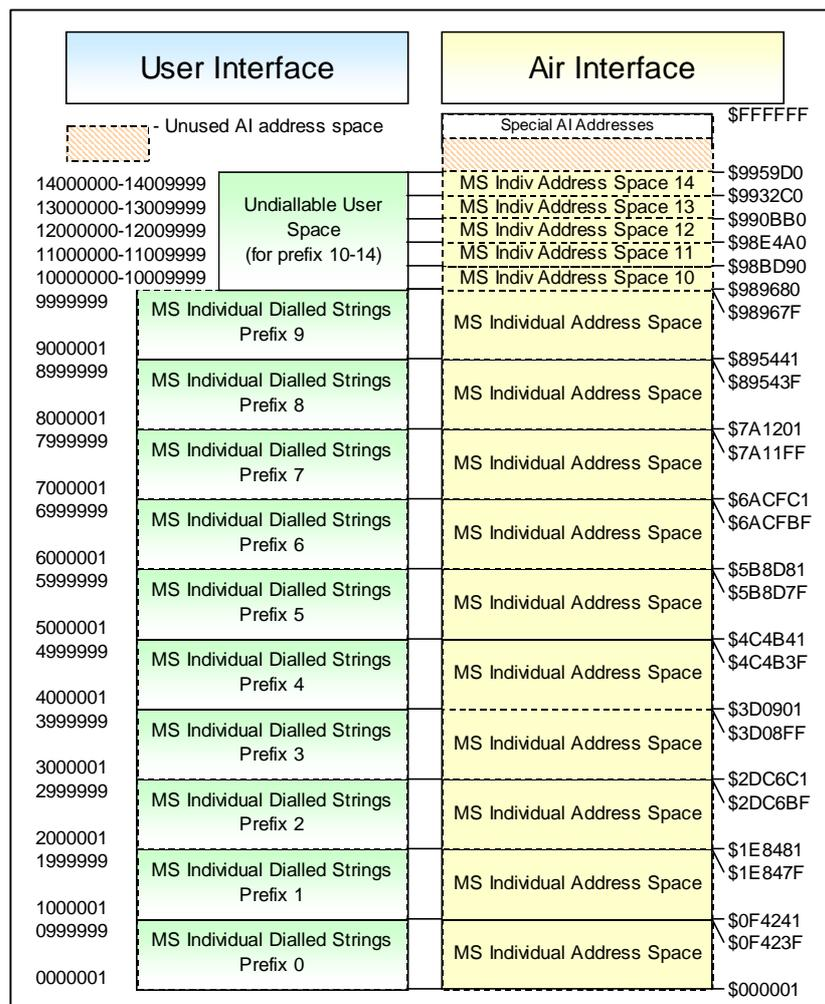 User Interface
Air Interface
- Unused AI address space
Special AI Addresses
$FFFFFF
14000000-14009999
13000000-13009999
12000000-12009999
11000000-11009999
10000000-10009999
Undiallable User
Space
(for prefix 10-14)
MS Indiv Address Space 14
MS Indiv Address Space 13
MS Indiv Address Space 12
MS Indiv Address Space 11
MS Indiv Address Space 10
$9959D0
$9932C0
$990BB0
$98E4A0
$98BD90
$989680
9999999
9000001
MS Individual Dialled Strings
Prefix 9
MS Individual Address Space
$98967F
$895441
8999999
8000001
MS Individual Dialled Strings
Prefix 8
MS Individual Address Space
$89543F
$7A1201
7999999
7000001
MS Individual Dialled Strings
Prefix 7
MS Individual Address Space
$7A11FF
$6ACFC1
6999999
6000001
MS Individual Dialled Strings
Prefix 6
MS Individual Address Space
$6ACFBF
$5B8D81
5999999
5000001
MS Individual Dialled Strings
Prefix 5
MS Individual Address Space
$5B8D7F
$4C4B41
4999999
4000001
MS Individual Dialled Strings
Prefix 4
MS Individual Address Space
$4C4B3F
$3D0901
3999999
3000001
MS Individual Dialled Strings
Prefix 3
MS Individual Address Space
$3D08FF
$2DC6C1
2999999
2000001
MS Individual Dialled Strings
Prefix 2
MS Individual Address Space
$2DC6BF
$1E8481
1999999
1000001
MS Individual Dialled Strings
Prefix 1
MS Individual Address Space
$1E847F
$0F4241
0999999
0000001
MS Individual Dialled Strings
Prefix 0
MS Individual Address Space
$0F423F
$000001